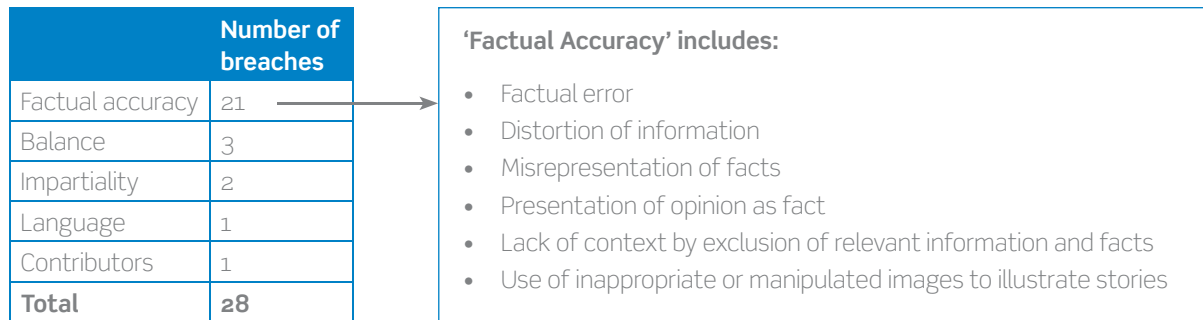 Number of
breaches
Factual accuracy 21
Balance 3
Impartiality 2
Language 1
Contributors 1
Total 28
‘Factual Accuracy’ includes:
• Factual error
• Distortion of information
• Misrepresentation of facts
• Presentation of opinion as fact
• Lack of context by exclusion of relevant information and facts
• Use of inappropriate or manipulated images to illustrate stories